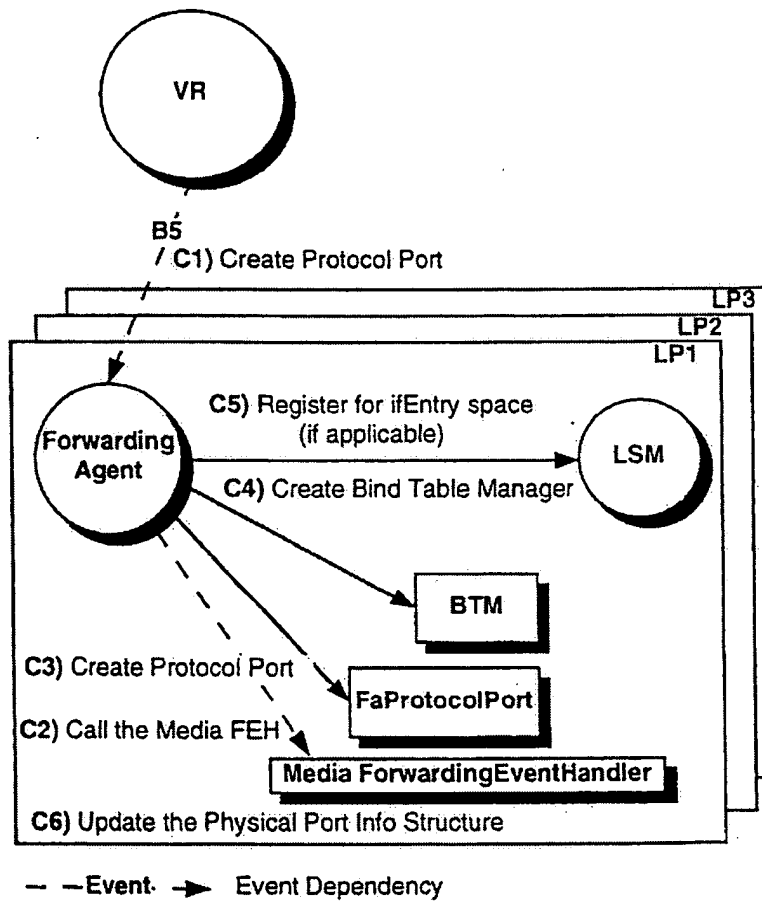 VR
B5
C1) Create Protocol Port
LP3
LP2
LP1
C5) Register for ifEntry space
(if applicable)
Forwarding
Agent
LSM
C4) Create Bind Table Manager
BTM
C3) Create Protocol Port
FaProtocolPort
C2) Call the Media FEH
Media ForwardingEventHandler
C6) Update the Physical Port Info Structure
Event
Event Dependency